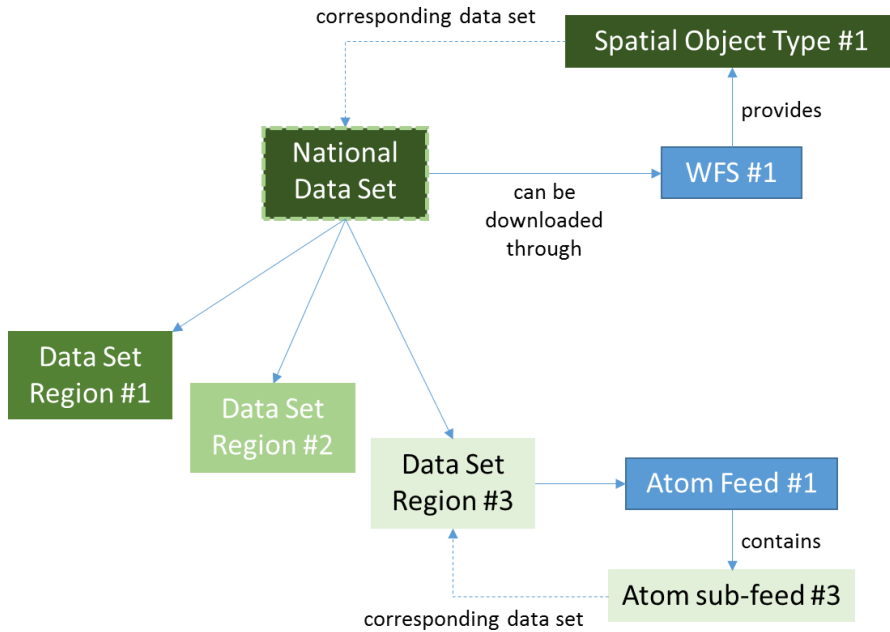 corresponding data set
Spatial Object Type #1
provides
National
Data Set
WFS #1
can be
downloaded
through
Data Set
Region #1
Data Set
Region #2
Data Set
Region #3
Atom Feed #1
contains
Atom sub-feed #3
corresponding data set